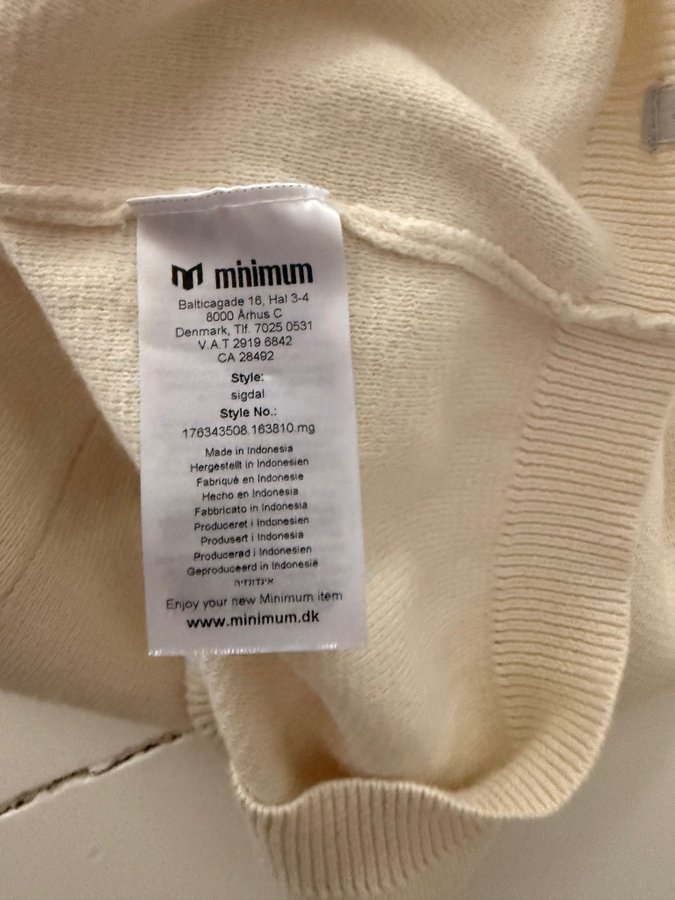 minimum
Balticagade 16, Hal 3-4
8000 Århus C
Denmark, Tlf. 7025 0531
V.A.T 2919 6842
CA 28492
Style:
sigdal
Style No.:
176343508.163810.mg
Made in Indonesia
Hergestellt in Indonesien
Fabriqué en Indonesie
Hecho en Indonesia
Fabbricato in Indonesia
Produceret i Indonesien
Produsert i Indonesia
Producerad i Indonesien
Geproduceerd in Indonesië
אינדונזיה
Enjoy your new Minimum item
www.minimum.dk